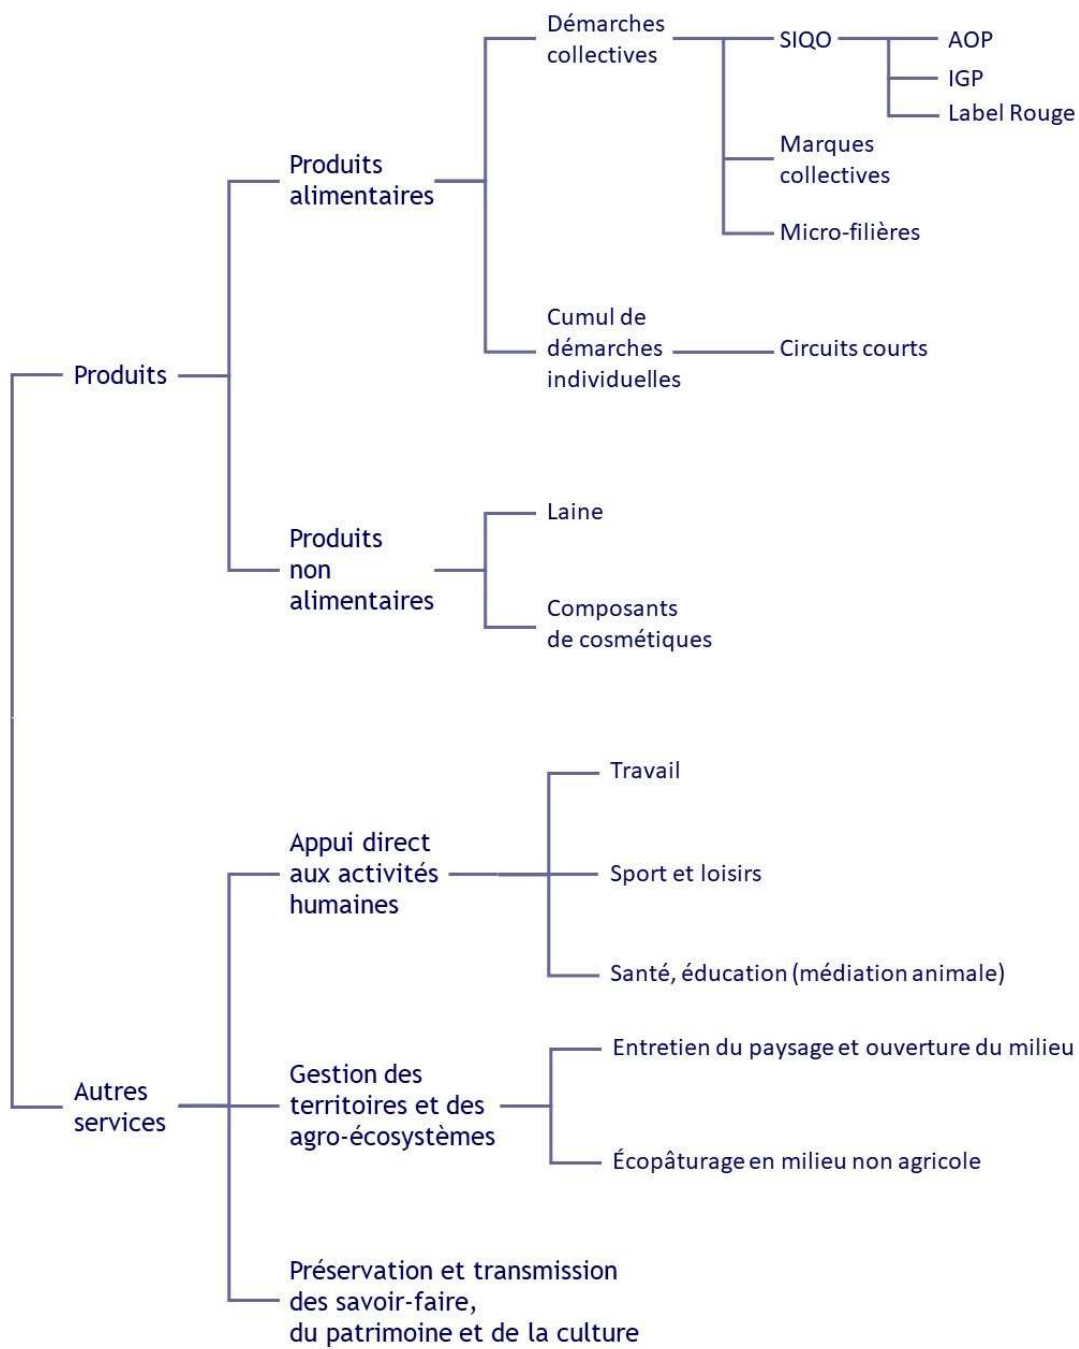 Démarches
collectives
SIQO
AOP
IGP
Label Rouge
Marques
collectives
Micro-filières
Produits
alimentaires
Cumul de
démarches
individuelles
Circuits courts
Produits
Laine
Produits
non
alimentaires
Composants
de cosmétiques
Travail
Appui direct
aux activités
humaines
Sport et loisirs
Santé, éducation (médiation animale)
Entretien du paysage et ouverture du milieu
Autres
services
Gestion des
territoires et des
agro-écosystèmes
Écopâturage en milieu non agricole
Préservation et transmission
des savoir-faire,
du patrimoine et de la culture